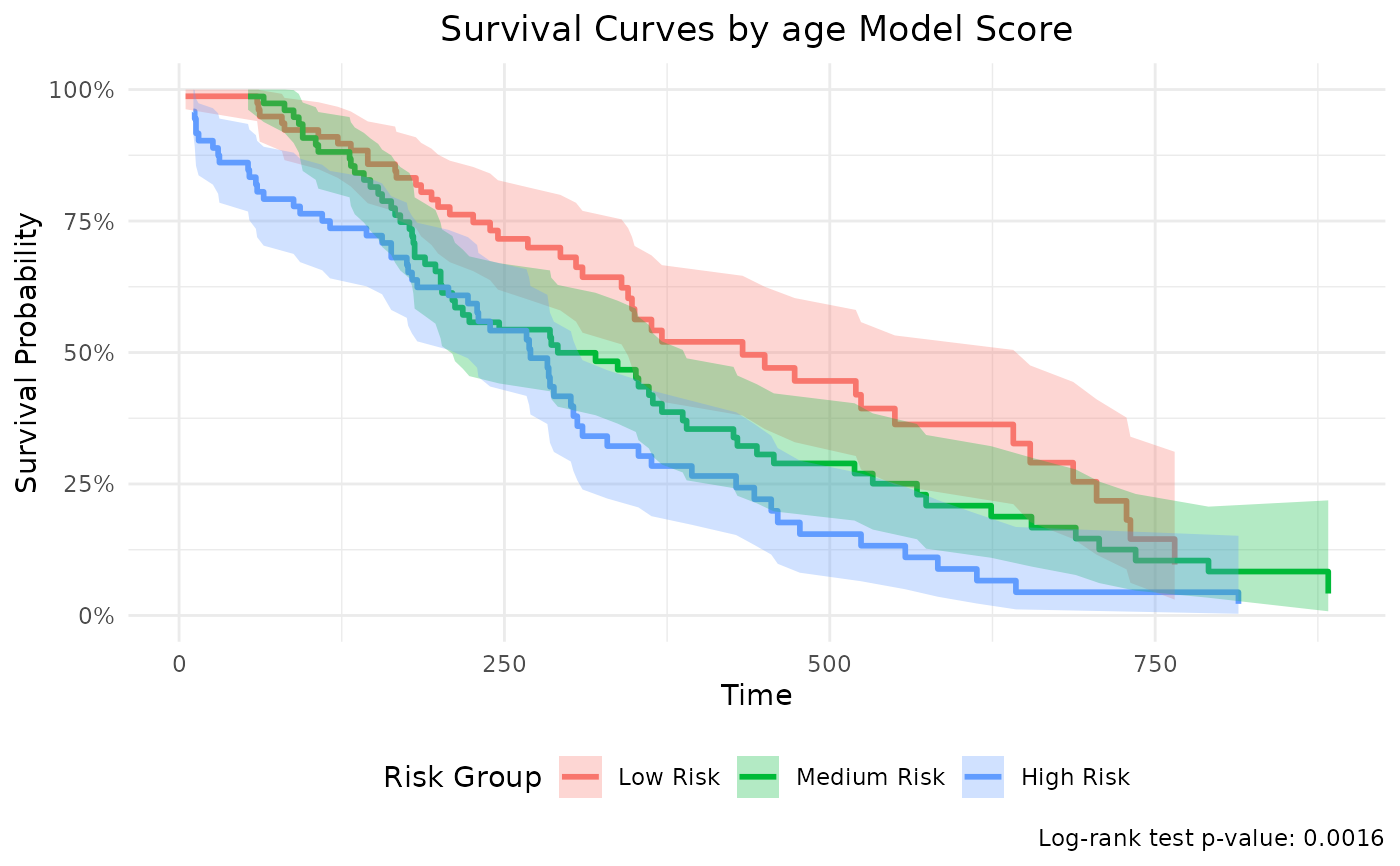 Survival Curves by age Model Score
Survival Probability
100%
75%
50%
25%
0%
0 250 500 750
Time
Risk Group Low Risk Medium Risk High Risk
Log-rank test p-value: 0.0016